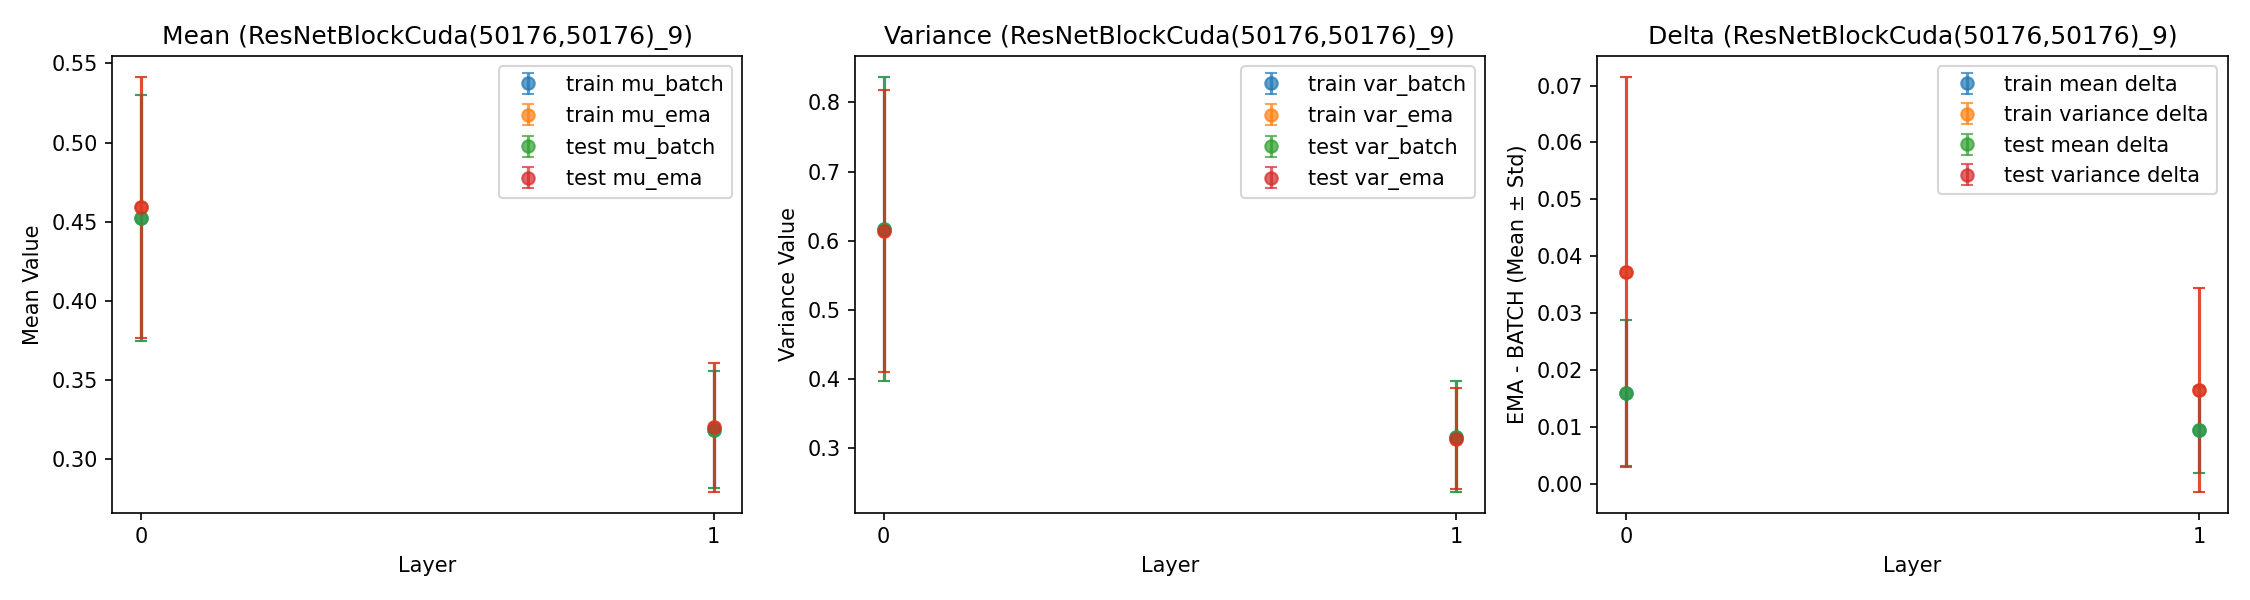 Mean (ResNetBlockCuda(50176,50176)_9)
Mean Value
0.55
0.50
0.45
0.40
0.35
0.30
train mu_batch
train mu_ema
test mu_batch
test mu_ema
0
1
Layer
Variance (ResNetBlockCuda(50176,50176)_9)
Variance Value
0.8
0.7
0.6
0.5
0.4
0.3
train var_batch
train var_ema
test var_batch
test var_ema
0
1
Layer
Delta (ResNetBlockCuda(50176,50176)_9)
EMA - BATCH (Mean ± Std)
0.07
0.06
0.05
0.04
0.03
0.02
0.01
0.00
train mean delta
train variance delta
test mean delta
test variance delta
0
1
Layer